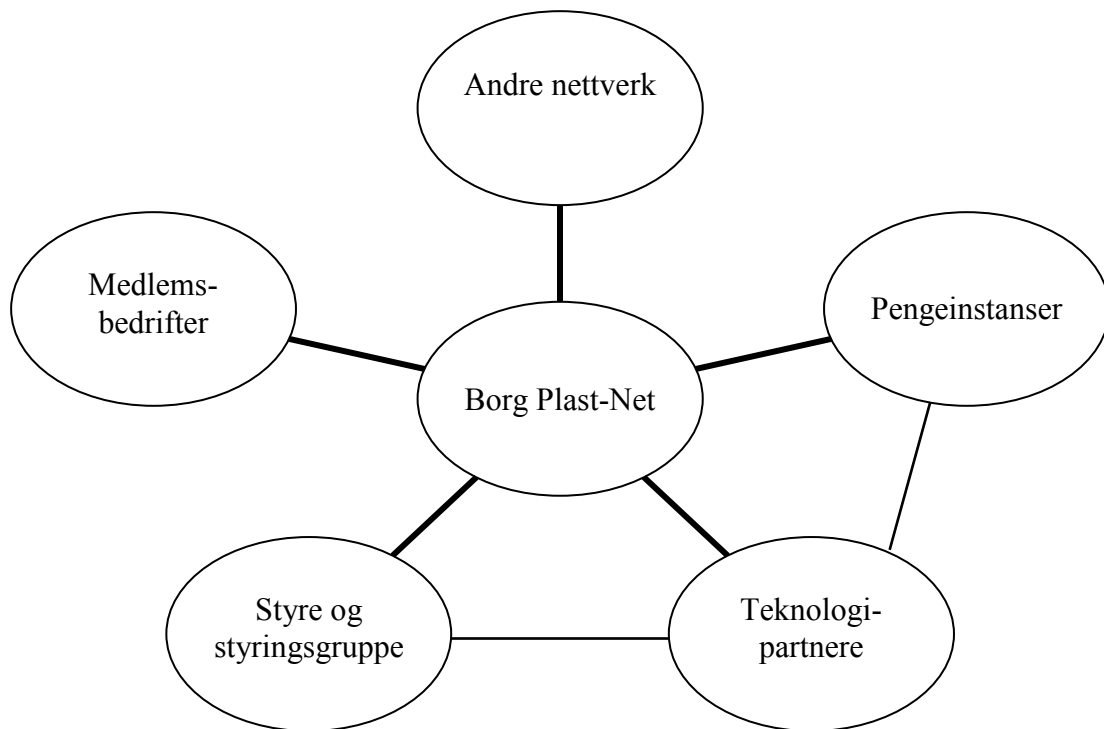 Andre nettverk
Medlems-
bedrifter
Pengeinstanser
Borg Plast-Net
Styre og
styringsgruppe
Teknologi-
partnere